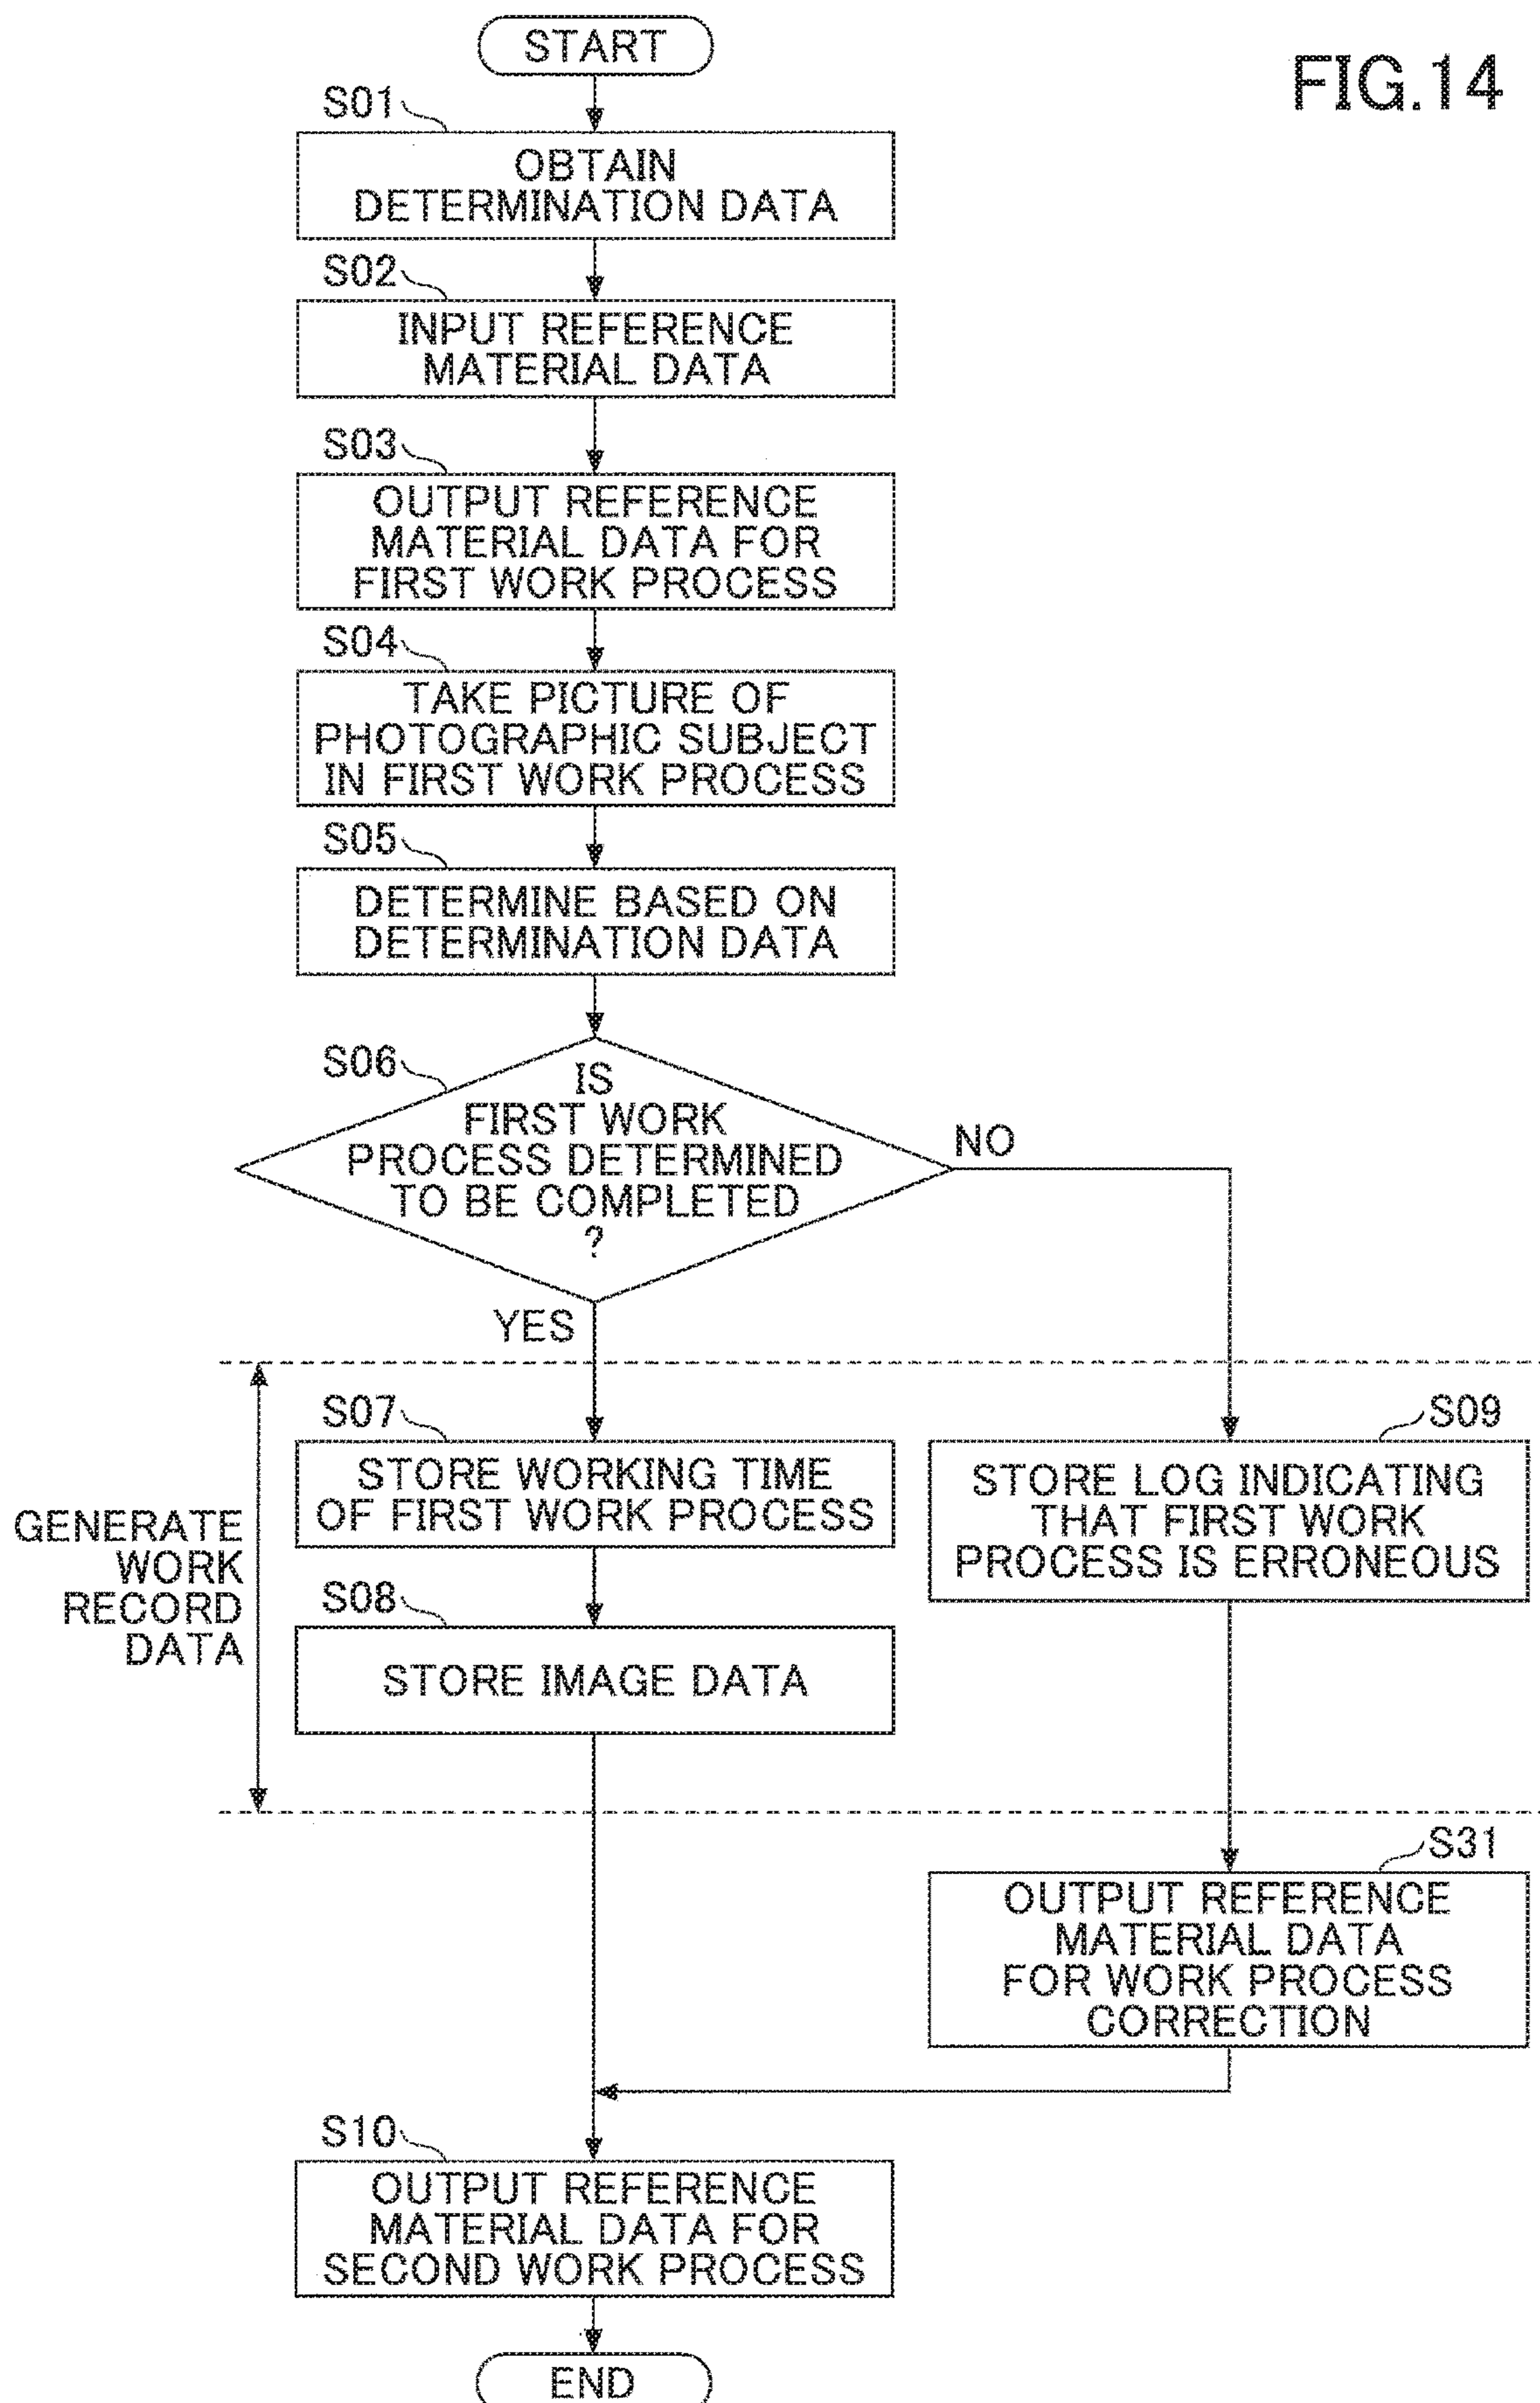 START
FIG.14
S01
OBTAIN
DETERMINATION DATA
S02
INPUT REFERENCE
MATERIAL DATA
S03
OUTPUT REFERENCE
MATERIAL DATA FOR
FIRST WORK PROCESS
S04
TAKE PICTURE OF
PHOTOGRAPHIC SUBJECT
IN FIRST WORK PROCESS
S05
DETERMINE BASED ON
DETERMINATION DATA
S06
IS
FIRST WORK
PROCESS DETERMINED
TO BE COMPLETED
?
NO
YES
GENERATE
WORK
RECORD
DATA
S07
STORE WORKING TIME
OF FIRST WORK PROCESS
S08
STORE IMAGE DATA
S09
STORE LOG INDICATING
THAT FIRST WORK
PROCESS IS ERRONEOUS
S31
OUTPUT REFERENCE
MATERIAL DATA
FOR WORK PROCESS
CORRECTION
S10
OUTPUT REFERENCE
MATERIAL DATA FOR
SECOND WORK PROCESS
END